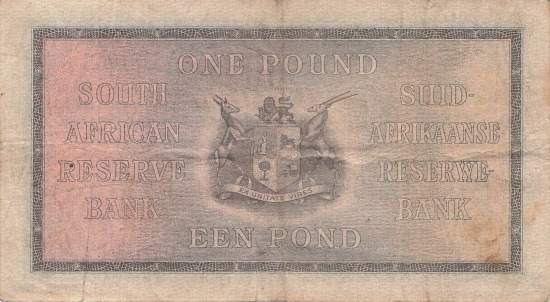 ONE POUND
SOUTH
AFRICAN
RESERVE
BANK
SUID-
AFRIKAANSE
RESERWE-
BANK
EX UNITATE VIRES
EEN POND